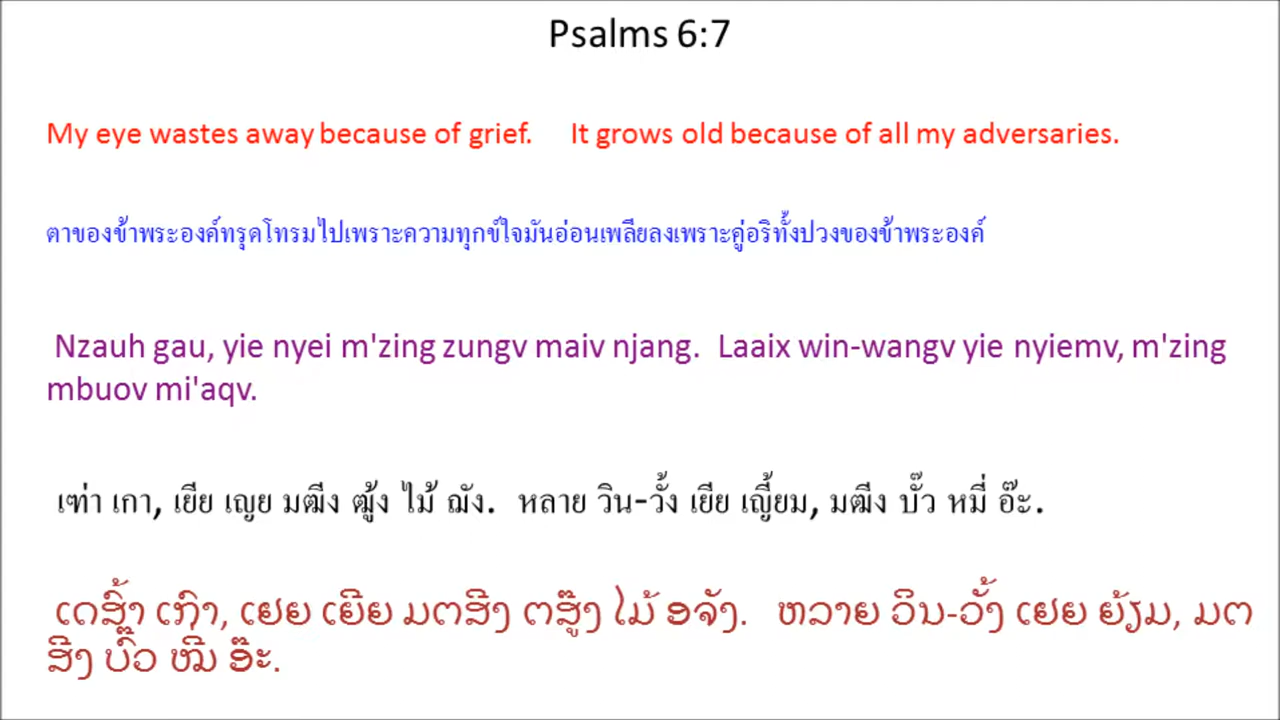 Psalms 6:7
My eye wastes away because of grief. It grows old because of all my adversaries.
ตาของข้าพระองค์ทรุดโทรมไปเพราะความทุกข์ใจมันอ่อนเพลียลงเพราะคู่อริทั้งปวงของข้าพระองค์
Nzauh gau, yie nyei m'zing zungv maiv njang. Laaix win-wangv yie nyiemv, m'zing
mbuov mi'aqv.
เฑ่า เกา, เยีย เญย มฒีง ฒู้ง ไม้ ฌัง. หลาย วิน-วั้ง เยีย เญี้ยม, มฒีง บั๊ว หมี่ อ๊ะ.
ເດສົ້າ ເກົາ, ເຢຍ ເຍີຍ ມຕສີງ ຕສູ໊ງ ໄມ້ ອຈັງ. ຫລາຍ ວິນ-ວັ້ງ ເຢຍ ຍ້ຽມ, ມຕ
ສີງ ບົ໊ວ ໝີ ອ໊ະ.